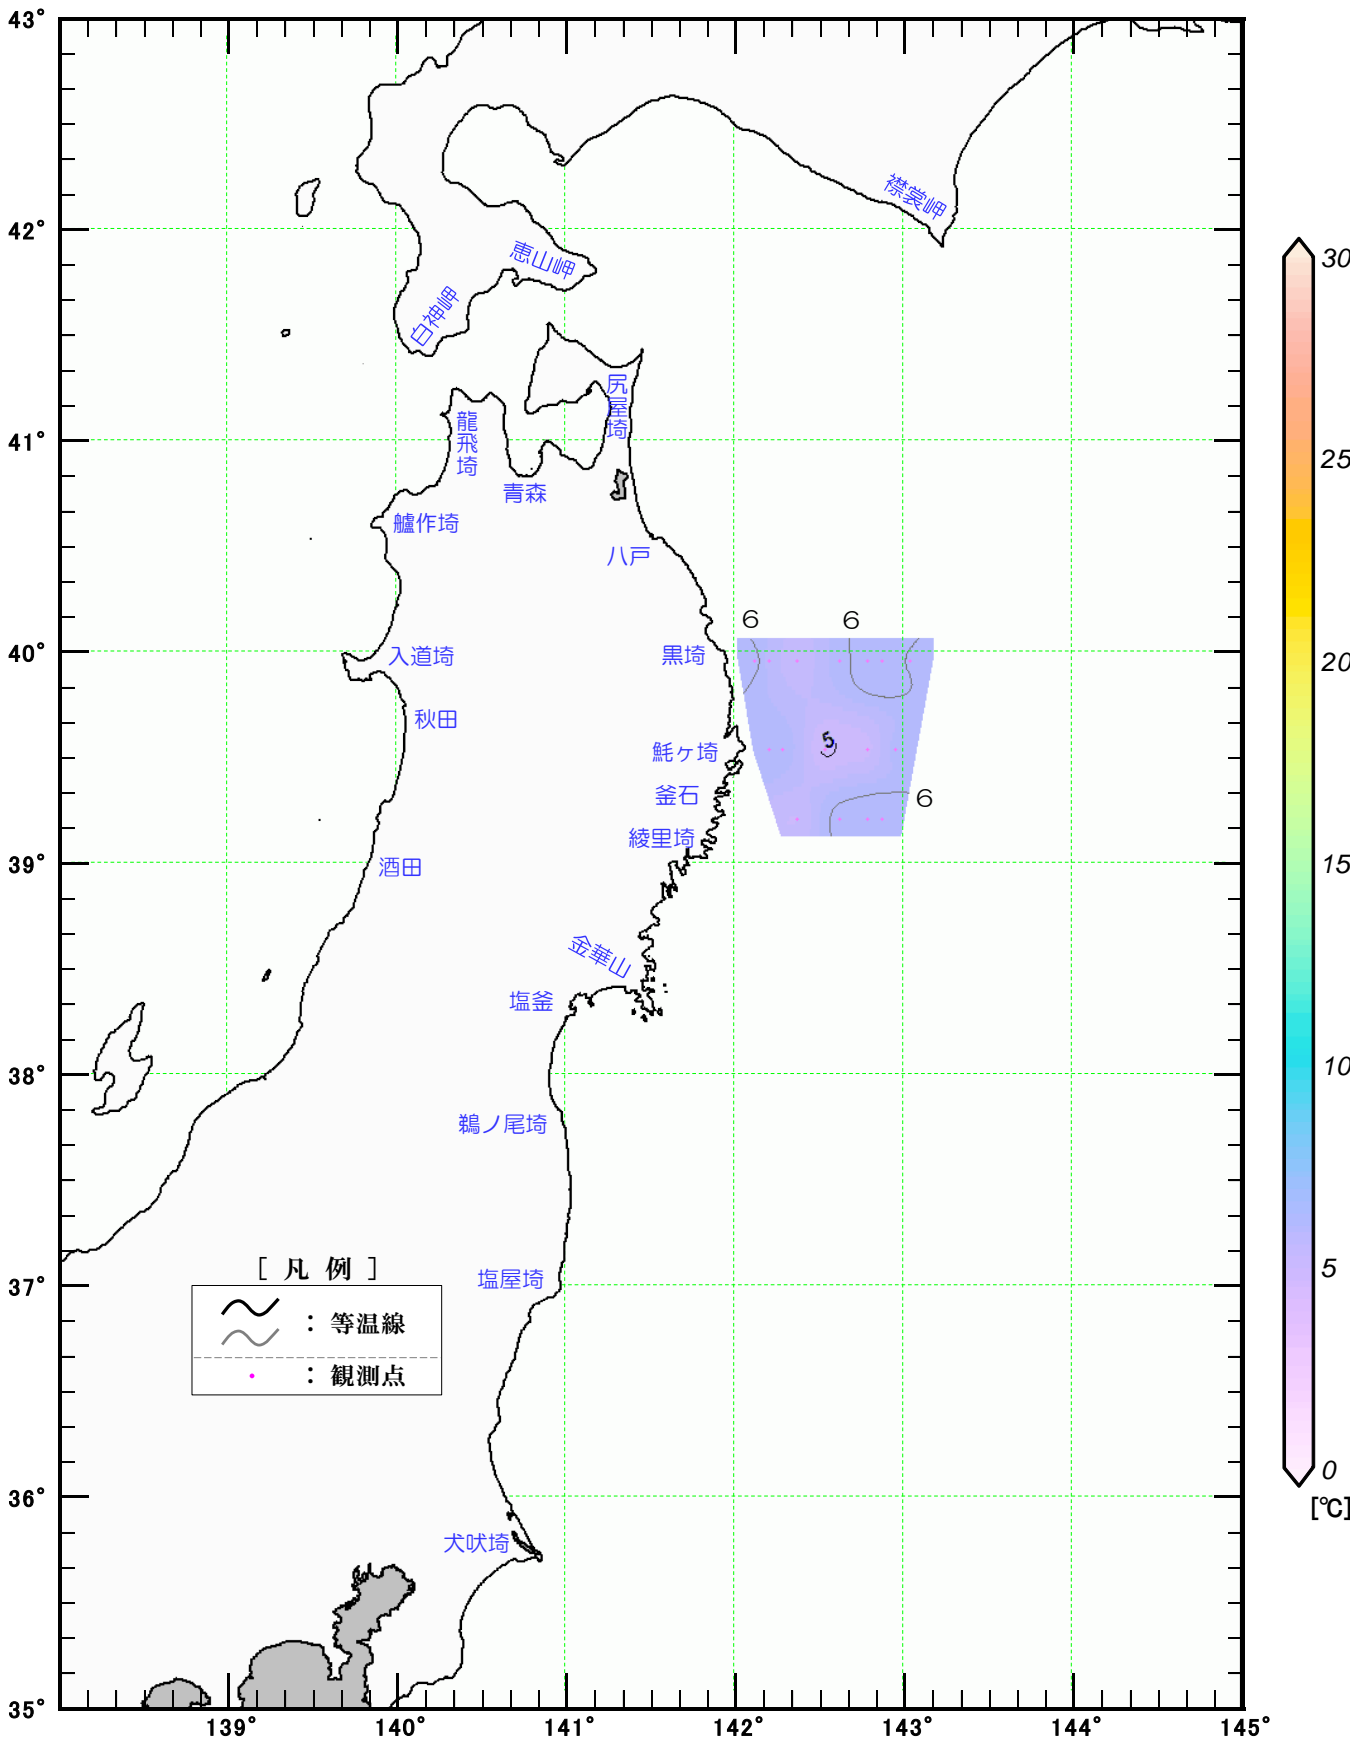 43°
42°
41°
40°
39°
38°
37°
36°
35°
139°
140°
141°
142°
143°
144°
145°
襟裳岬
恵山岬
白神岬
尻屋埼
龍飛埼
青森
艫作埼
八戸
入道埼
黒埼
秋田
魹ヶ埼
釜石
綾里埼
酒田
金華山
塩釜
鵜ノ尾埼
塩屋埼
犬吠埼
6
6
5
6
[ 凡 例 ]
: 等温線
: 観測点
30
25
20
15
10
5
0
[℃]